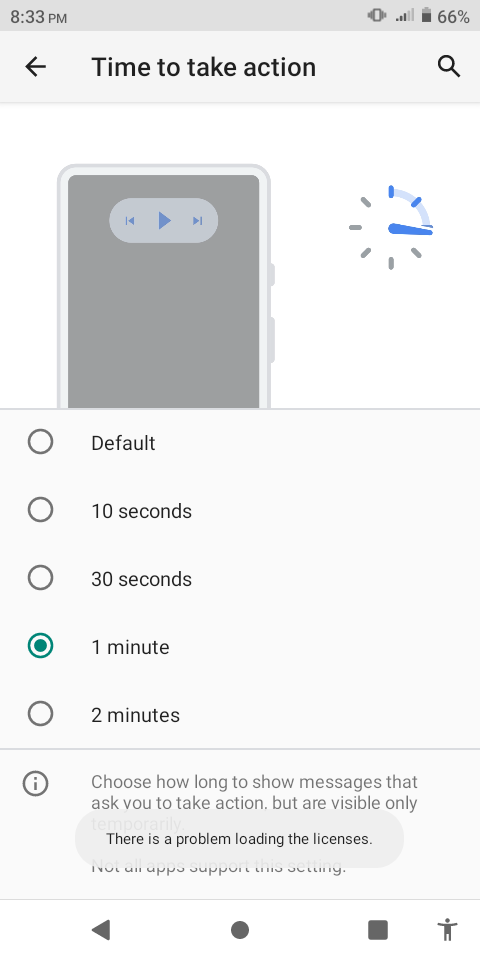 8:33 PM
66%
Time to take action
Default
10 seconds
30 seconds
1 minute
2 minutes
Choose how long to show messages that
ask you to take action, but are visible only
temporarily.
There is a problem loading the licenses.
Not all apps support this setting.